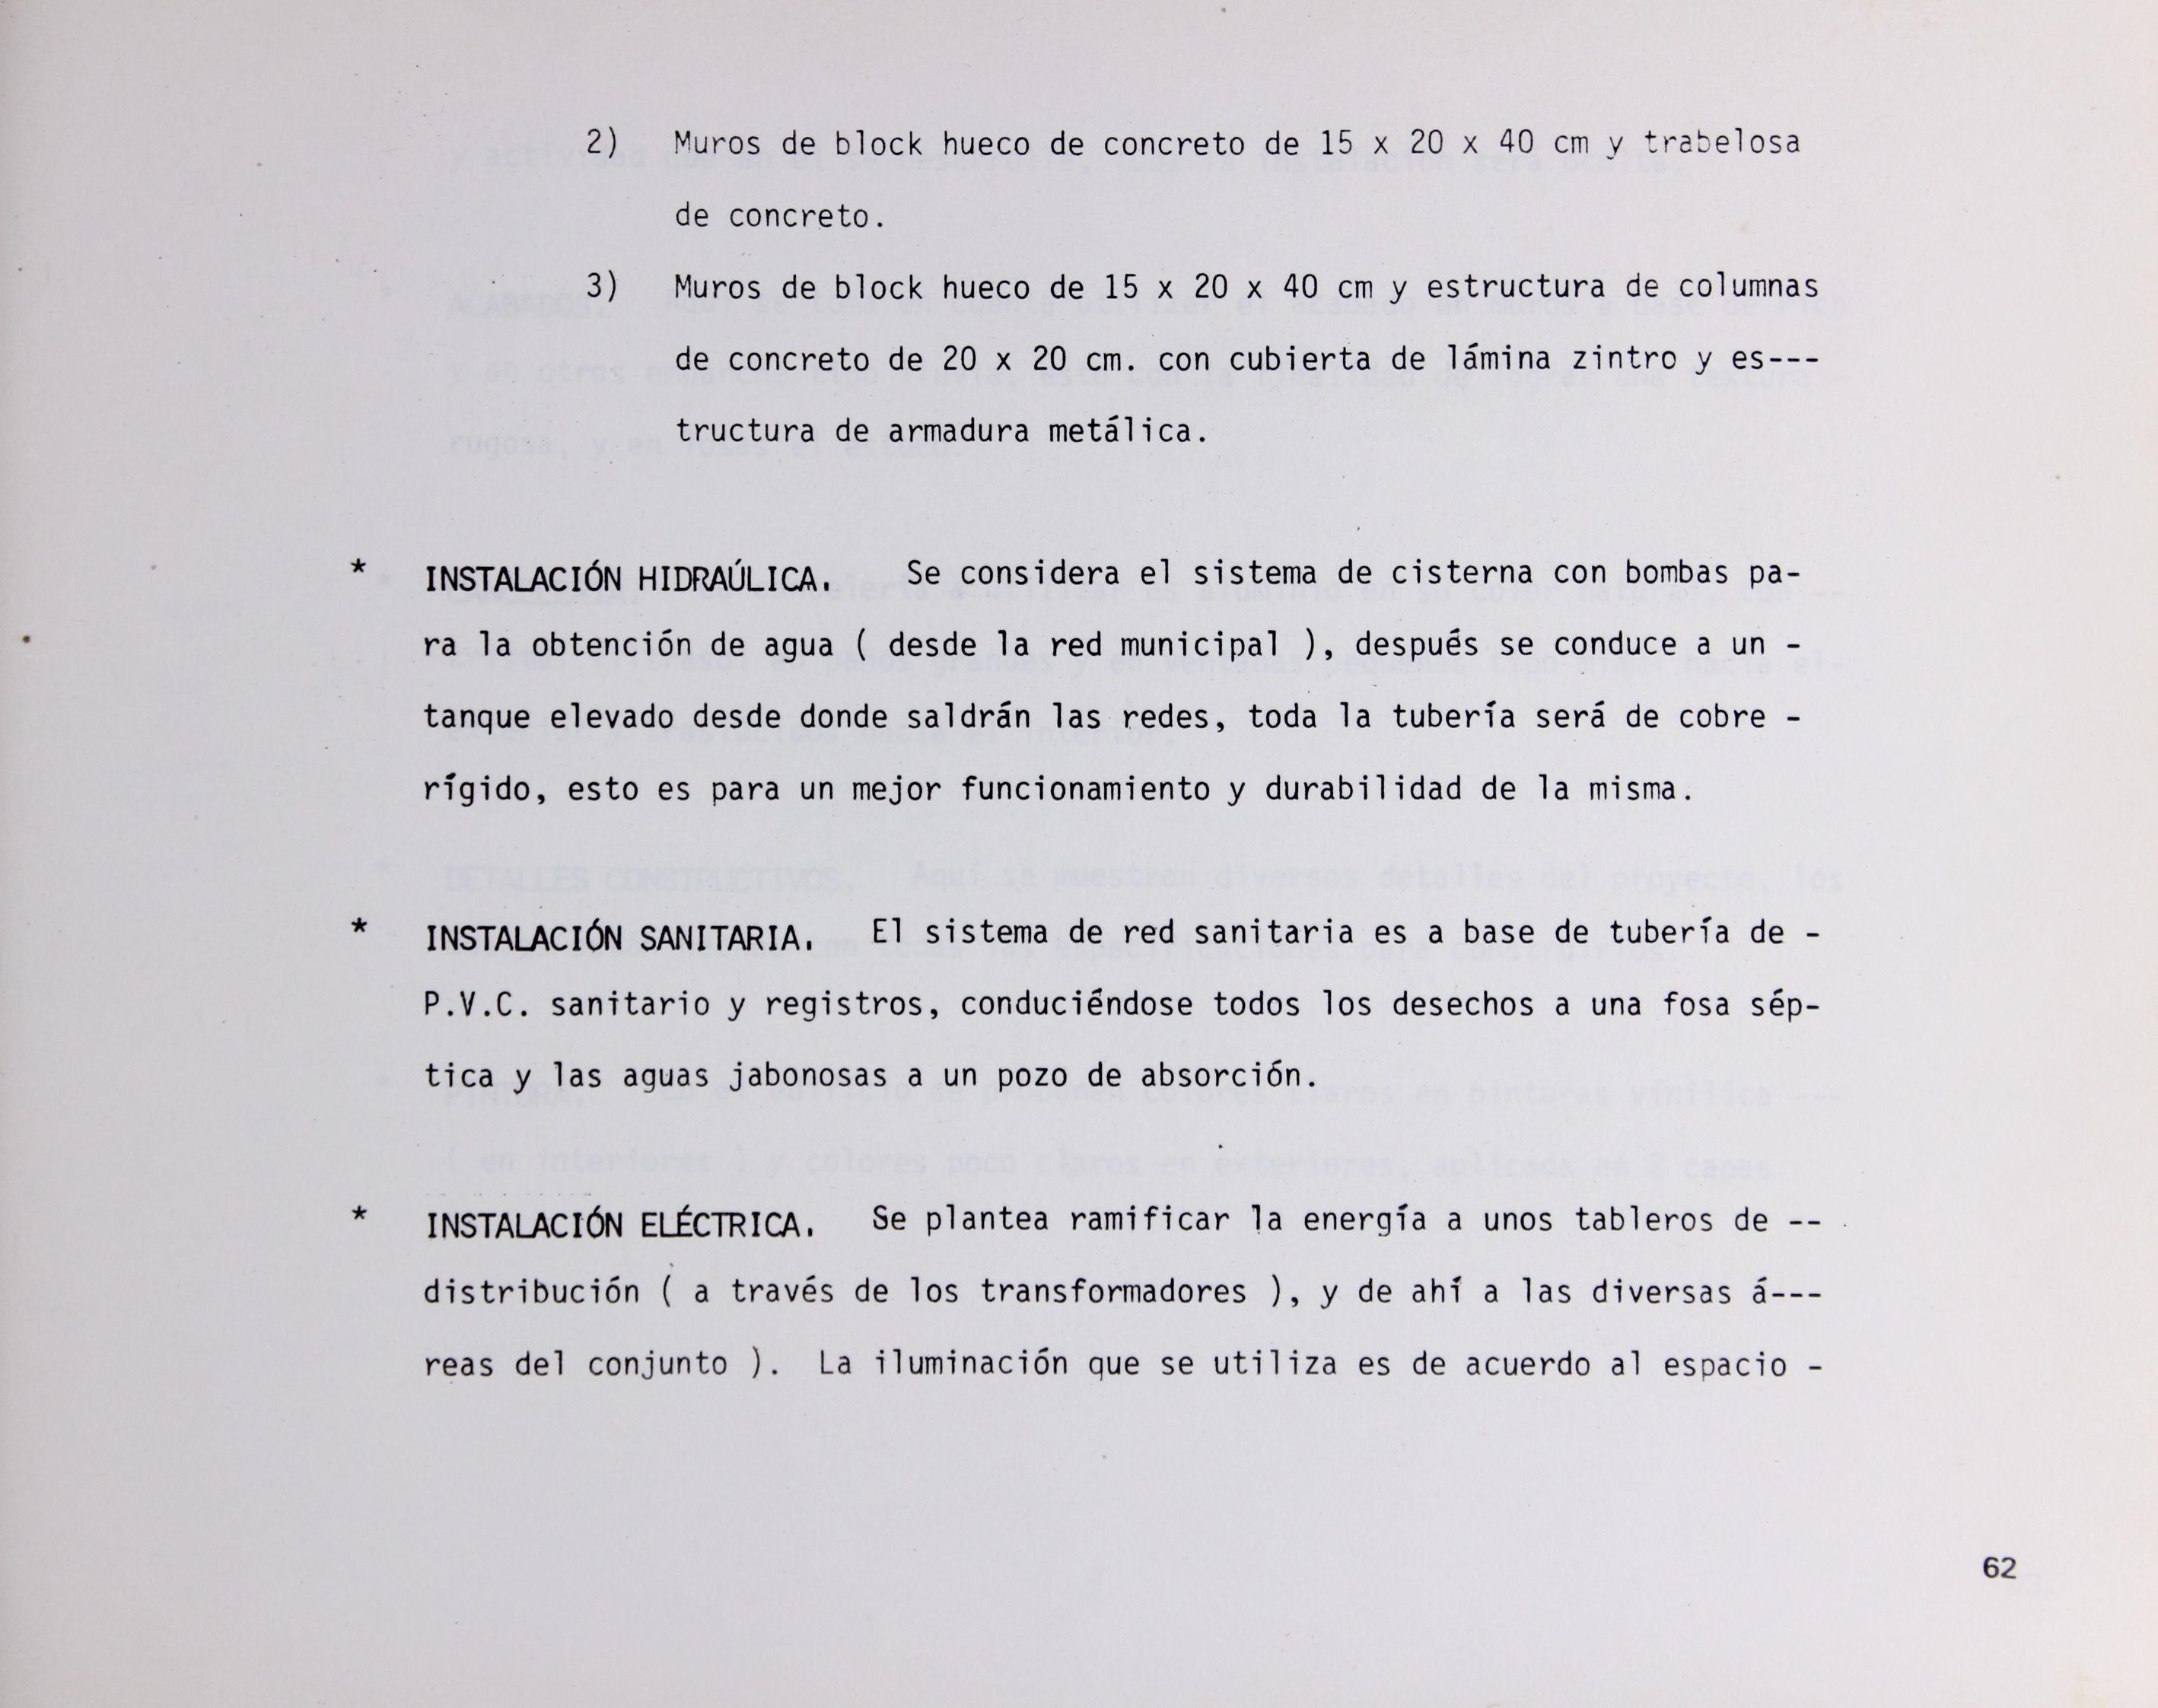 2) Muros de block hueco de concreto de 15 x 20 x 40 cm y trabelosa
de concreto.
3) Muros de block hueco de 15 x 20 x 40 cm y estructura de columnas
de concreto de 20 x 20 cm. con cubierta de lámina zintro y es---
tructura de armadura metálica.
* INSTALACIÓN HIDRAÚLICA. Se considera el sistema de cisterna con bombas pa-
ra la obtención de agua ( desde la red municipal ), después se conduce a un -
tanque elevado desde donde saldrán las redes, toda la tubería será de cobre -
rígido, esto es para un mejor funcionamiento y durabilidad de la misma.
* INSTALACIÓN SANITARIA. El sistema de red sanitaria es a base de tubería de -
P.V.C. sanitario y registros, conduciéndose todos los desechos a una fosa sép-
tica y las aguas jabonosas a un pozo de absorción.
* INSTALACIÓN ELÉCTRICA. Se plantea ramificar la energía a unos tableros de --
distribución ( a través de los transformadores ), y de ahí a las diversas á---
reas del conjunto ). La iluminación que se utiliza es de acuerdo al espacio -
62